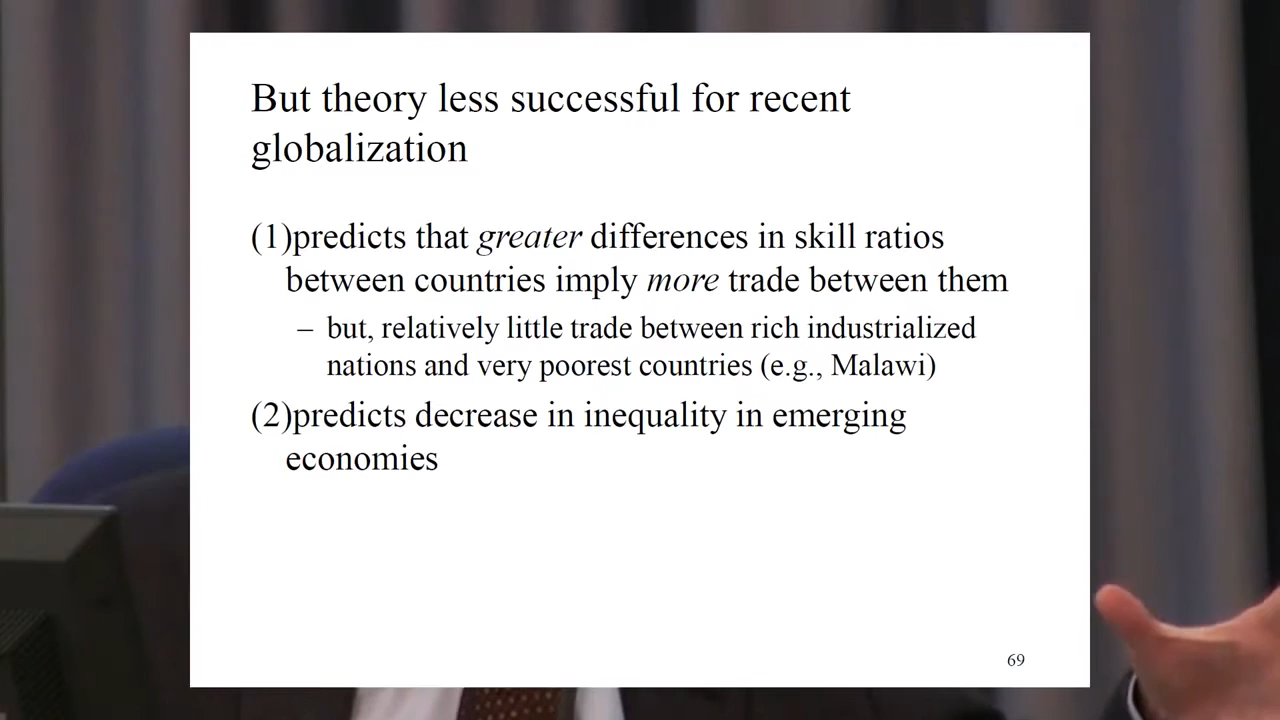 But theory less successful for recent
globalization
(1)predicts that greater differences in skill ratios
between countries imply more trade between them
– but, relatively little trade between rich industrialized
nations and very poorest countries (e.g., Malawi)
(2)predicts decrease in inequality in emerging
economies
69